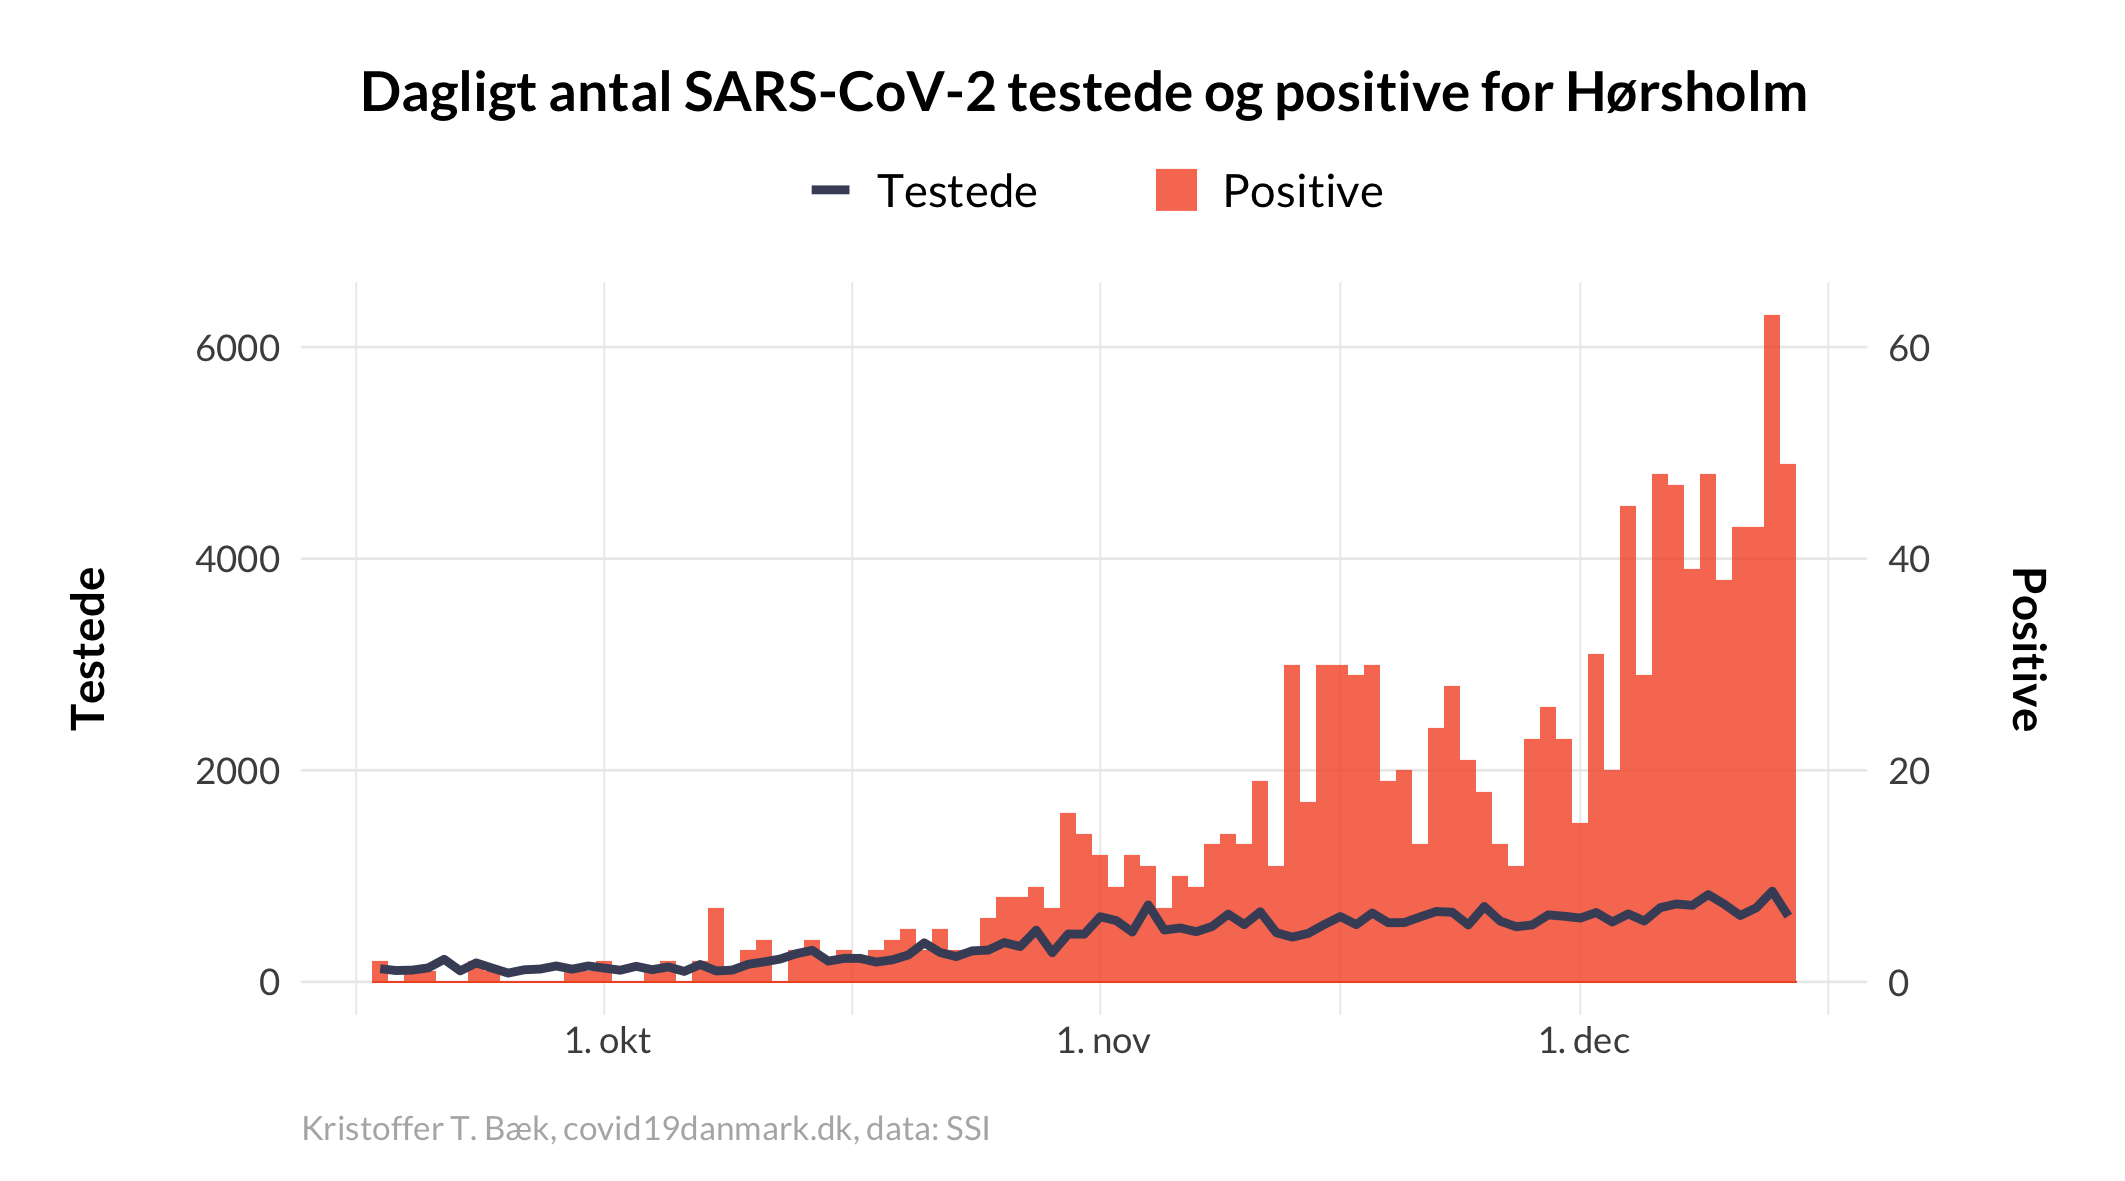 Dagligt antal SARS-CoV-2 testede og positive for Hørsholm
Testede
Positive
6000
4000
2000
0
Testede
60
40
20
0
Positive
1. okt
1. nov
1. dec
Kristoffer T. Bæk, covid19danmark.dk, data: SSI